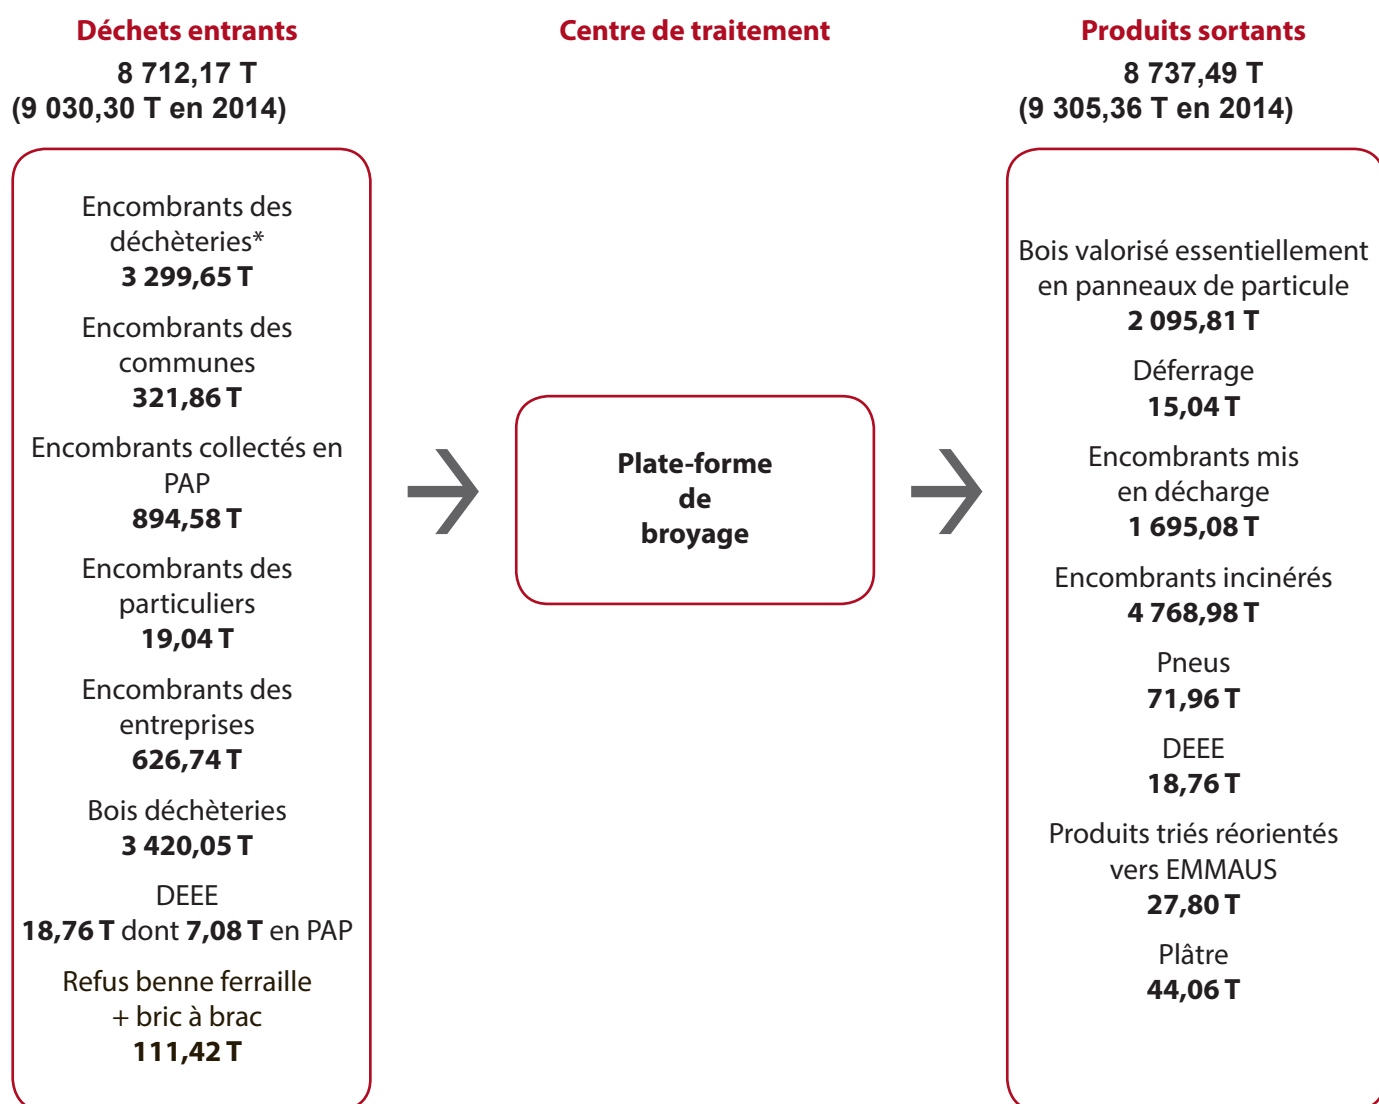 Déchets entrants
8 712,17 T
(9 030,30 T en 2014)
Encombrants des
déchèteries*
3 299,65 T
Encombrants des
communes
321,86 T
Encombrants collectés en
PAP
894,58 T
Encombrants des
particuliers
19,04 T
Encombrants des
entreprises
626,74 T
Bois déchèteries
3 420,05 T
DEEE
18,76 T dont 7,08 T en PAP
Refus benne ferraille
+ bric à brac
111,42 T
Centre de traitement
Plate-forme
de
broyage
Produits sortants
8 737,49 T
(9 305,36 T en 2014)
Bois valorisé essentiellement
en panneaux de particule
2 095,81 T
Déferrage
15,04 T
Encombrants mis
en décharge
1 695,08 T
Encombrants incinérés
4 768,98 T
Pneus
71,96 T
DEEE
18,76 T
Produits triés réorientés
vers EMMAUS
27,80 T
Plâtre
44,06 T